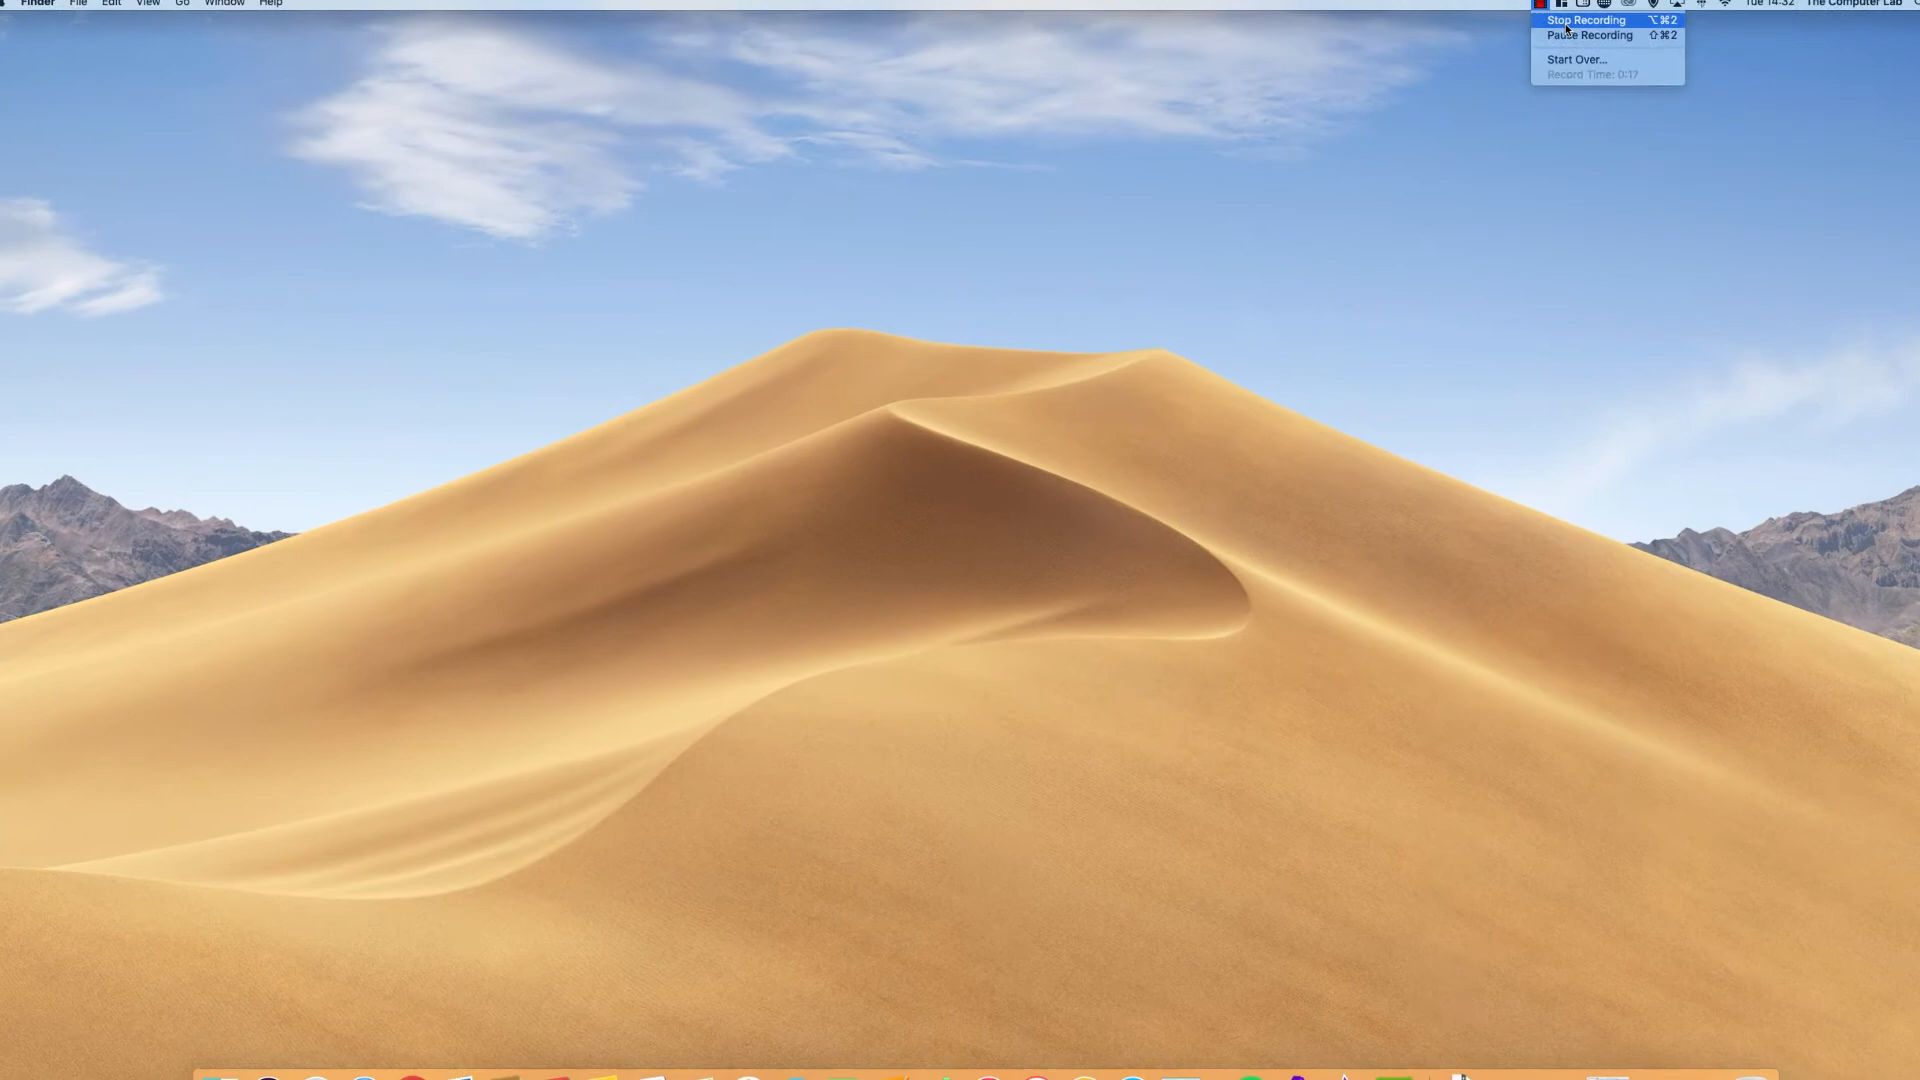 Finder File Edit View Go Window Help Tue 14:32 The Computer Lab
Stop Recording ⌥⌘2
Pause Recording ⇧⌘2
Start Over...
Record Time: 0:17